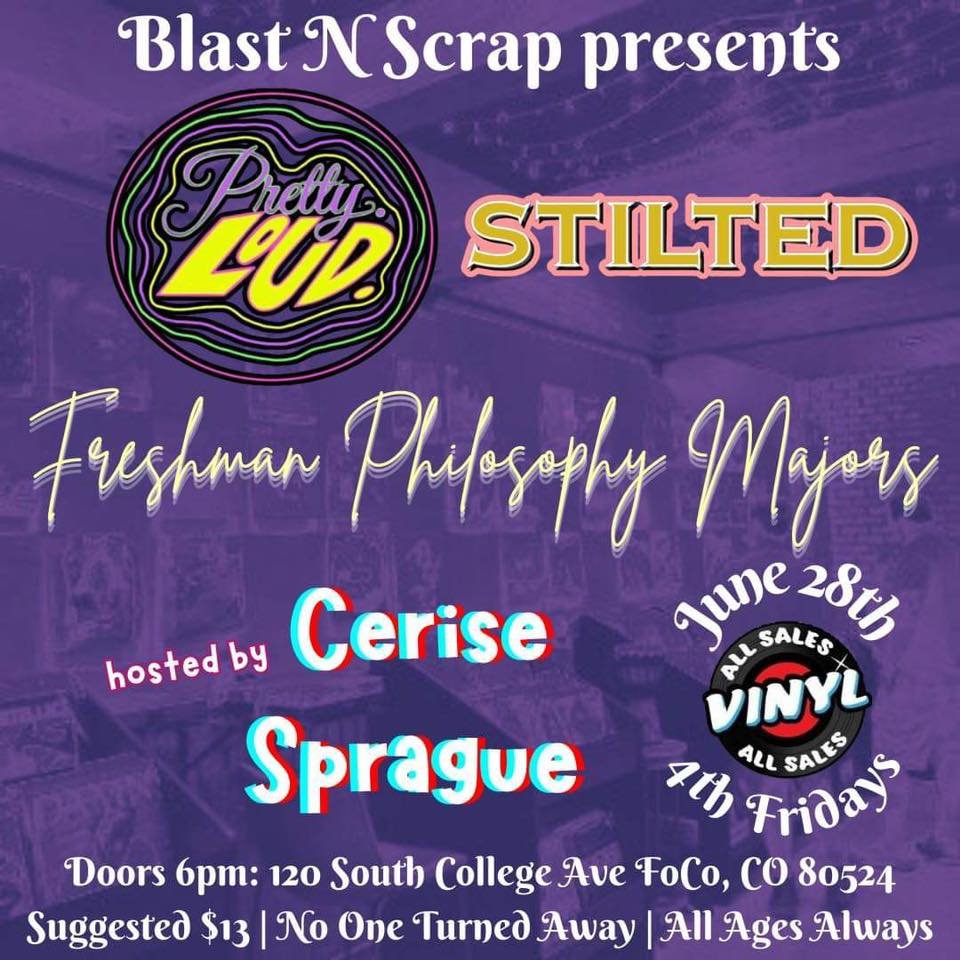 Blast N Scrap presents
Pretty.
LOUD.
STILTED
Freshman Philosophy Majors
hosted by Cerise
Sprague
June 28th
ALL SALES
VINYL
ALL SALES
4th Fridays
Doors 6pm: 120 South College Ave FoCo, CO 80524
Suggested $13 | No One Turned Away | All Ages Always